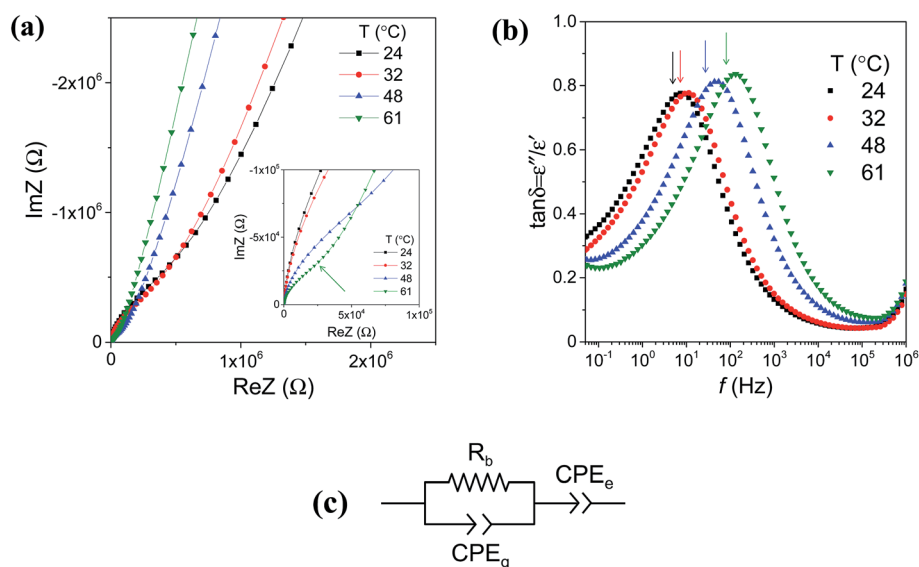 (a)
T (°C)
24
32
48
61
-2x10⁶
-1x10⁶
0
ImZ (Ω)
0
1x10⁶
2x10⁶
ReZ (Ω)
-1x10⁵
-5x10⁴
0
ImZ (Ω)
T (°C)
24
32
48
61
0
5x10⁴
1x10⁵
ReZ (Ω)
(b)
T (°C)
24
32
48
61
1.0
0.8
0.6
0.4
0.2
0
tanδ=ε''/ε'
10⁻¹
10⁰
10¹
10²
10³
10⁴
10⁵
10⁶
f (Hz)
(c)
R_b
CPE_g
CPE_e